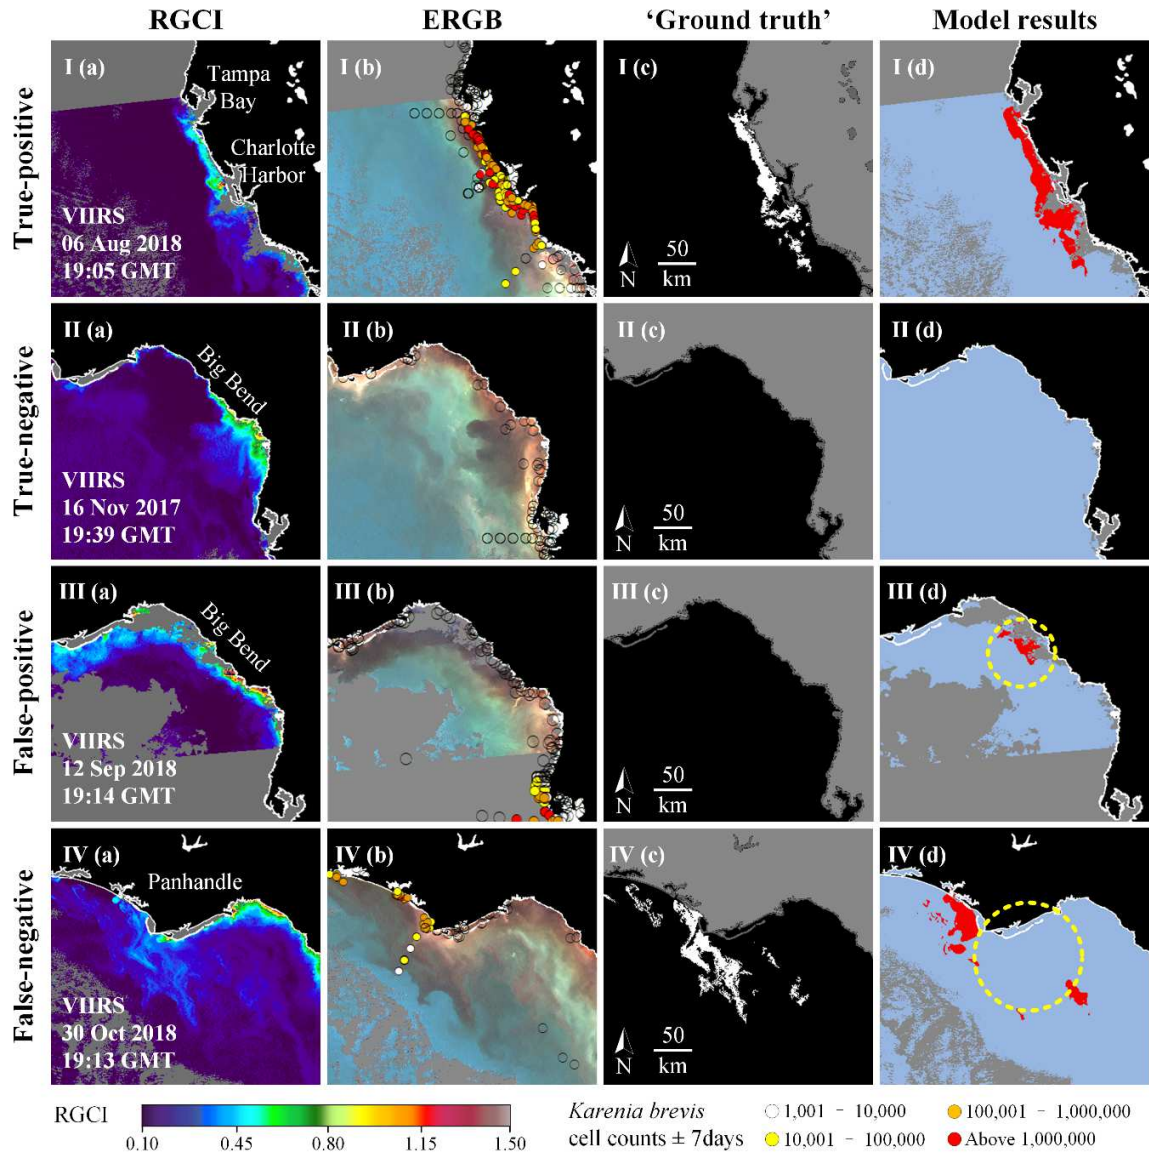 RGCI ERGB ‘Ground truth’ Model results
True-positive
I (a)
Tampa
Bay
Charlotte
Harbor
VIIRS
06 Aug 2018
19:05 GMT
I (b)
I (c)
50
N km
I (d)
True-negative
II (a)
Big Bend
VIIRS
16 Nov 2017
19:39 GMT
II (b)
II (c)
50
N km
II (d)
False-positive
III (a)
Big Bend
VIIRS
12 Sep 2018
19:14 GMT
III (b)
III (c)
50
N km
III (d)
False-negative
IV (a)
Panhandle
VIIRS
30 Oct 2018
19:13 GMT
IV (b)
IV (c)
50
N km
IV (d)
RGCI
0.10 0.45 0.80 1.15 1.50
Karenia brevis
cell counts ± 7days
1,001 - 10,000
10,001 - 100,000
100,001 - 1,000,000
Above 1,000,000